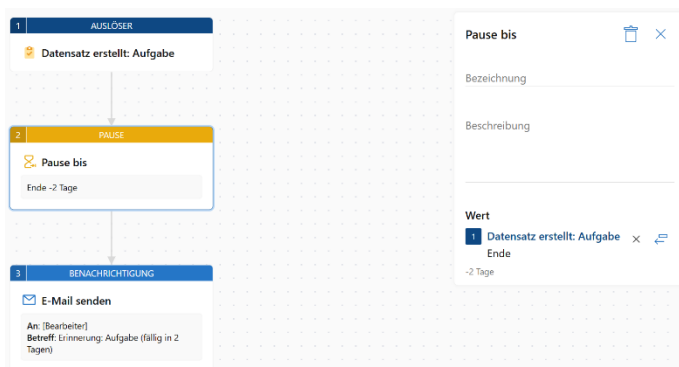 1 AUSLÖSER
Datensatz erstellt: Aufgabe
2 PAUSE
Pause bis
Ende -2 Tage
3 BENACHRICHTIGUNG
E-Mail senden
An: [Bearbeiter]
Betreff: Erinnerung: Aufgabe (fällig in 2
Tagen)
Pause bis
Bezeichnung
Beschreibung
Wert
1 Datensatz erstellt: Aufgabe
Ende
-2 Tage